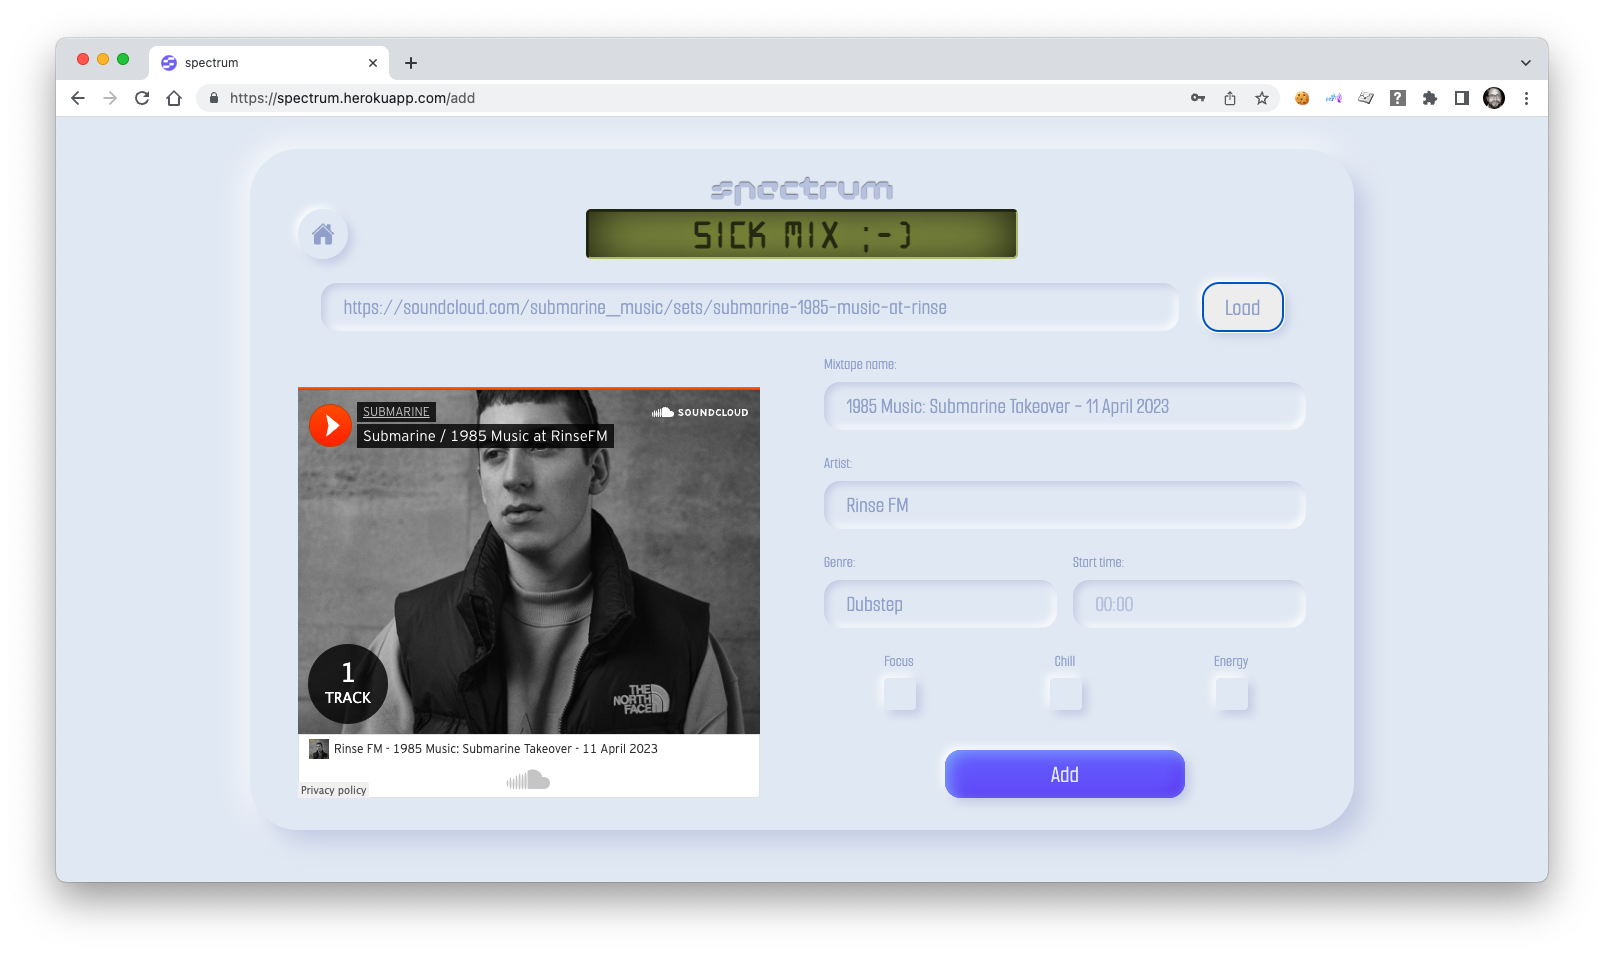 spectrum
https://spectrum.herokuapp.com/add
spectrum
SICK MIX ;-)
https://soundcloud.com/submarine_music/sets/submarine-1985-music-at-rinse
Load
SUBMARINE
Submarine / 1985 Music at RinseFM
SOUNDCLOUD
THE
NORTH
FACE
1
TRACK
Rinse FM - 1985 Music: Submarine Takeover - 11 April 2023
Privacy policy
Mixtape name:
1985 Music: Submarine Takeover - 11 April 2023
Artist:
Rinse FM
Genre:
Start time:
Dubstep
00:00
Focus
Chill
Energy
Add